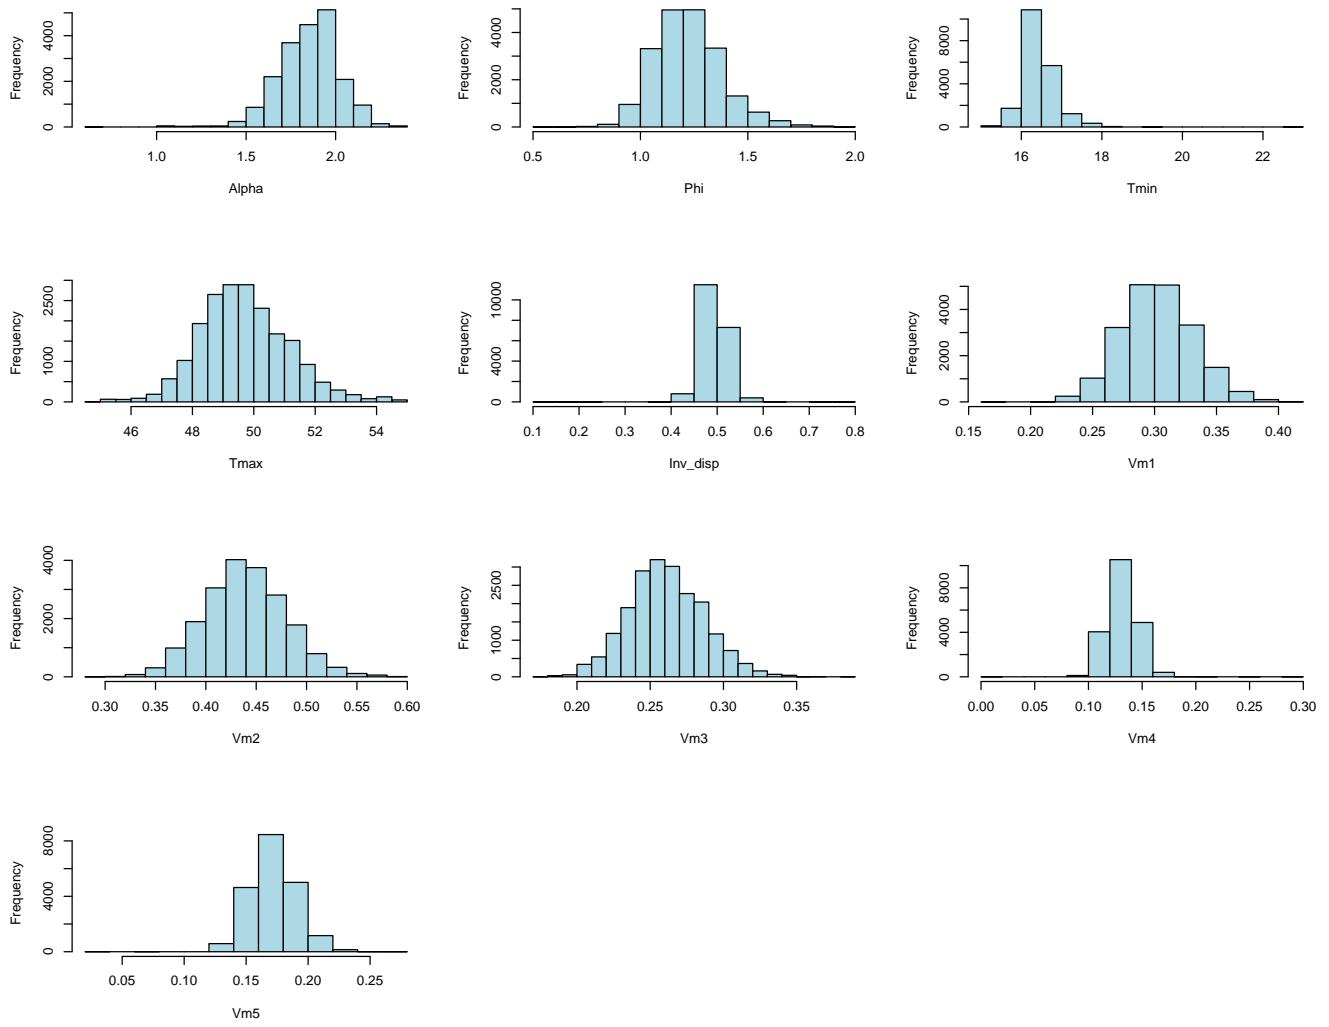 Frequency
0 2000 4000
1.0 1.5 2.0
Alpha
Frequency
0 2000 4000
0.5 1.0 1.5 2.0
Phi
Frequency
0 4000 8000
16 18 20 22
Tmin
Frequency
0 1000 2500
46 48 50 52 54
Tmax
Frequency
0 4000 10000
0.1 0.2 0.3 0.4 0.5 0.6 0.7 0.8
Inv_disp
Frequency
0 2000 4000
0.15 0.20 0.25 0.30 0.35 0.40
Vm1
Frequency
0 2000 4000
0.30 0.35 0.40 0.45 0.50 0.55 0.60
Vm2
Frequency
0 1000 2500
0.20 0.25 0.30 0.35
Vm3
Frequency
0 4000 8000
0.00 0.05 0.10 0.15 0.20 0.25 0.30
Vm4
Frequency
0 4000 8000
0.05 0.10 0.15 0.20 0.25
Vm5